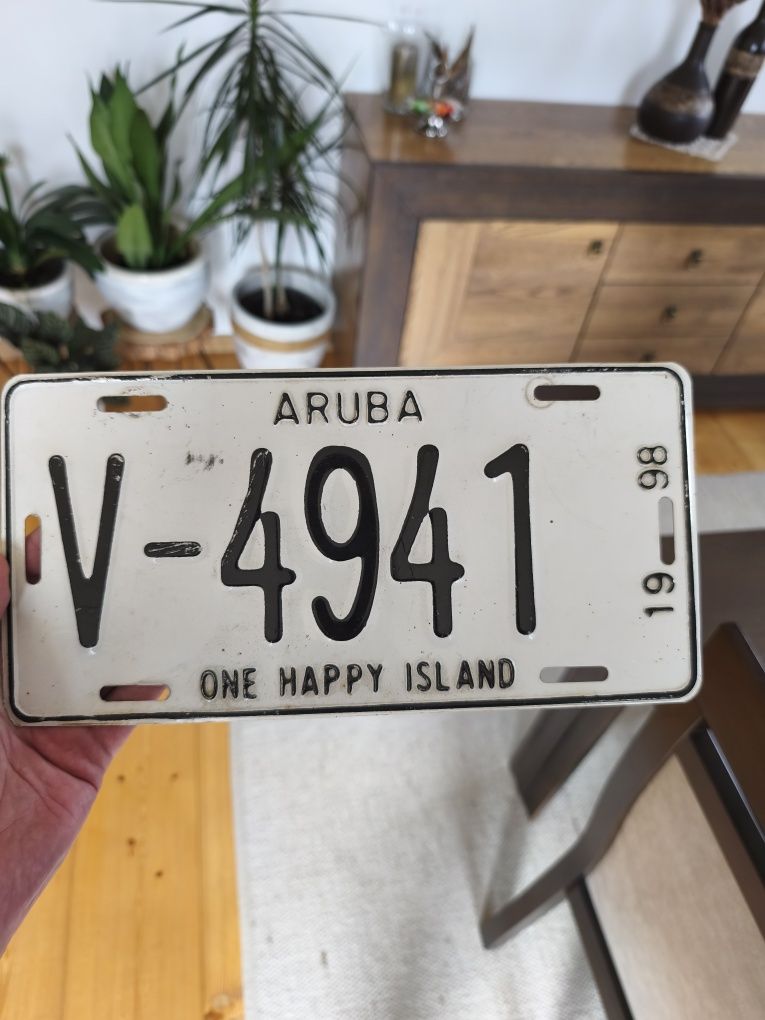 ARUBA
V-4941
19 98
ONE HAPPY ISLAND